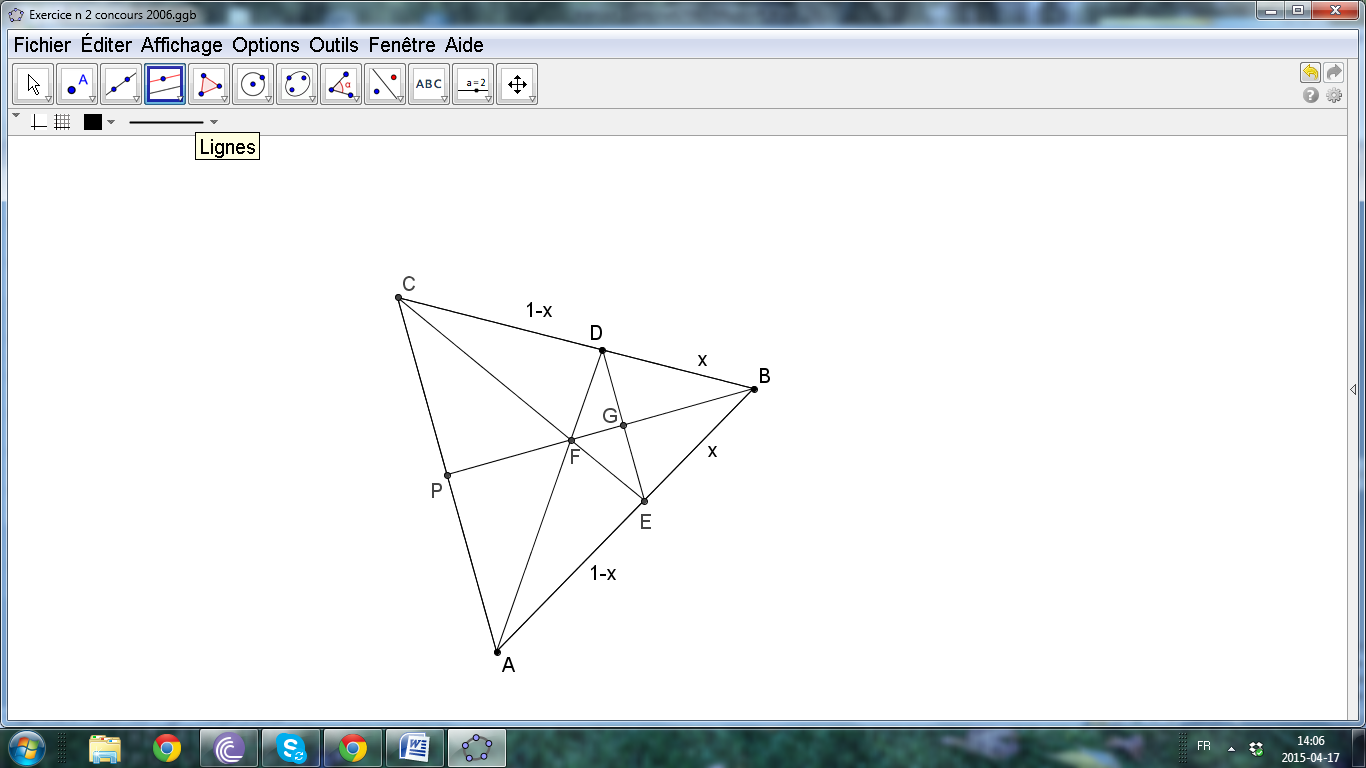 Exercice n 2 concours 2006.ggb
Fichier Éditer Affichage Options Outils Fenêtre Aide
A
α
ABC
a=2
Lignes
C
1-x
D
x
B
G
F
x
P
E
1-x
A
FR
14:06
2015-04-17